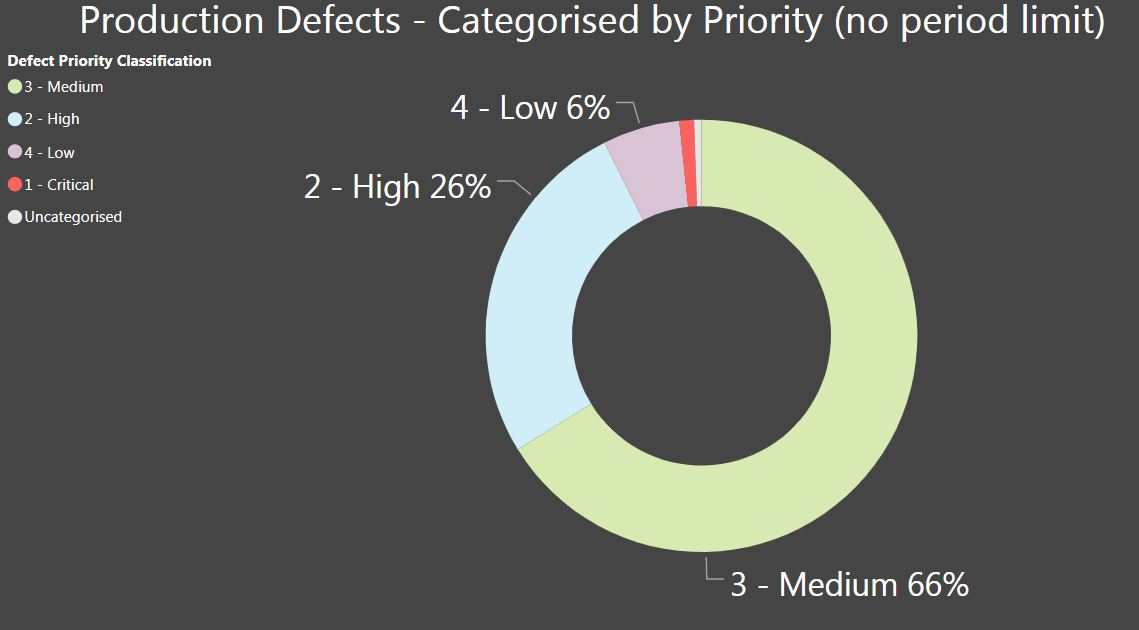 Production Defects - Categorised by Priority (no period limit)
Defect Priority Classification
3 - Medium
2 - High
4 - Low
1 - Critical
Uncategorised
4 - Low 6%
2 - High 26%
3 - Medium 66%